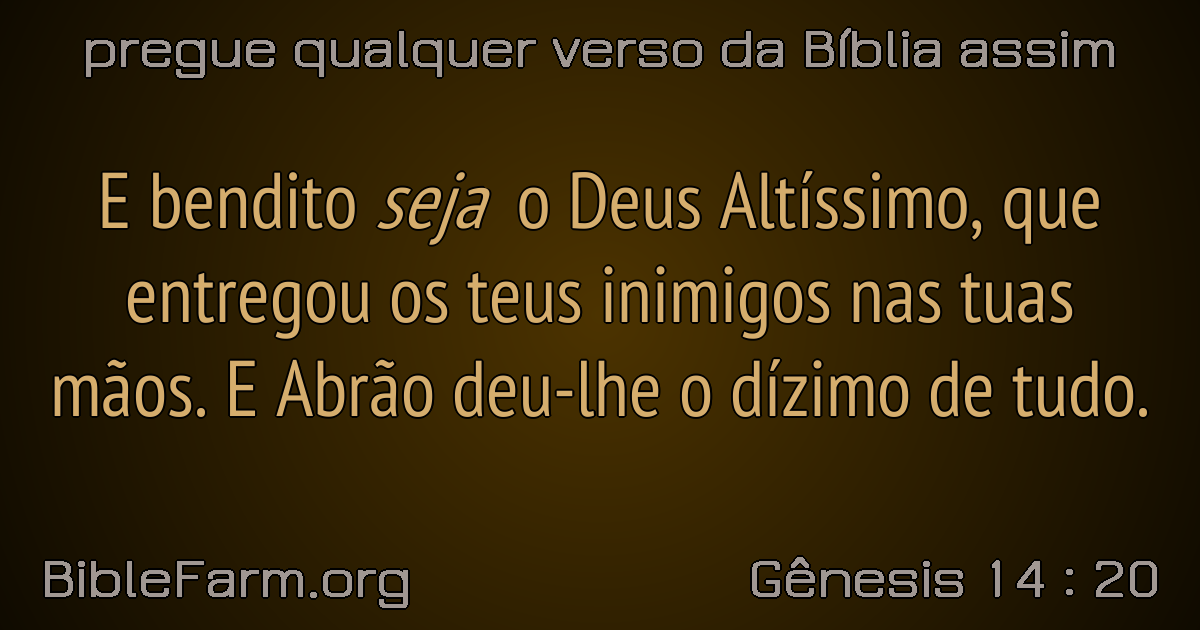 pregue qualquer verso da Bíblia assim
E bendito seja o Deus Altíssimo, que
entregou os teus inimigos nas tuas
mãos. E Abrão deu-lhe o dízimo de tudo.
BibleFarm.org
Gênesis 14 : 20